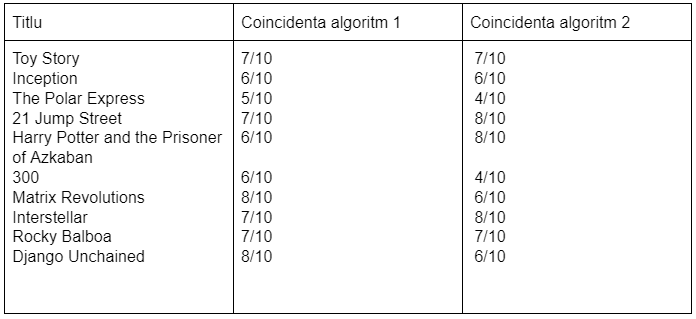 Titlu Coincidenta algoritm 1 Coincidenta algoritm 2
Toy Story 7/10 7/10
Inception 6/10 6/10
The Polar Express 5/10 4/10
21 Jump Street 7/10 8/10
Harry Potter and the Prisoner 6/10 8/10
of Azkaban
300 6/10 4/10
Matrix Revolutions 8/10 6/10
Interstellar 7/10 8/10
Rocky Balboa 7/10 7/10
Django Unchained 8/10 6/10